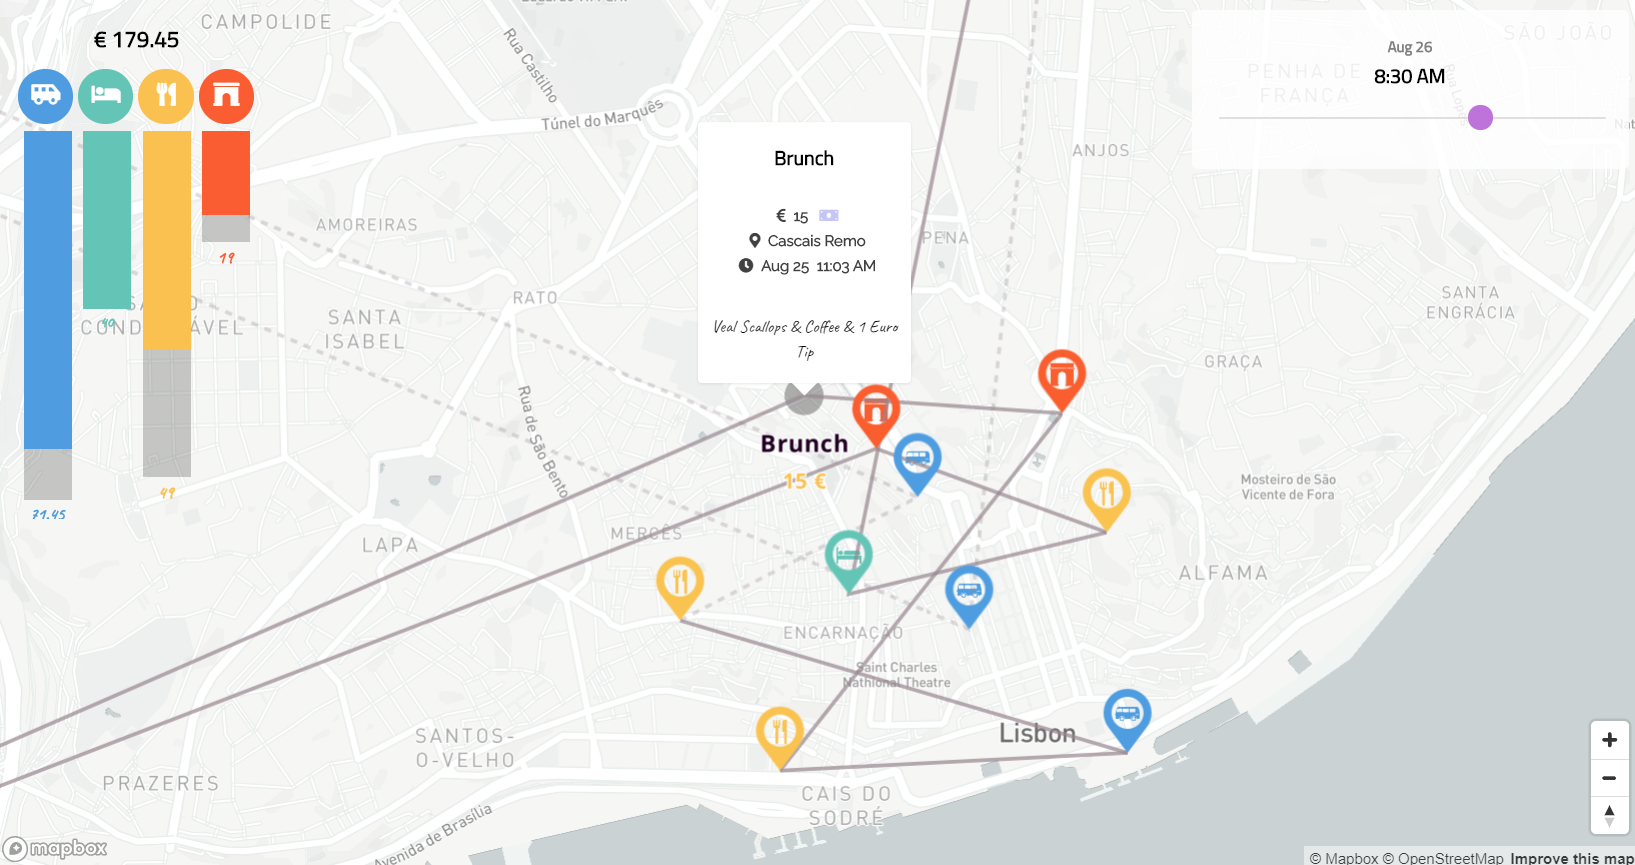 € 179.45
71.45
40
49
19
Aug 26
8:30 AM
Brunch
€ 15
Cascais Remo
Aug 25 11:03 AM
Veal Scallops & Coffee & 1 Euro
Tip
Brunch
15 €
CAMPOLIDE
Rua Castilho
Túnel do Marquês
SÃO JOÃO
PENHA DE
FRANÇA
ANJOS
AMOREIRAS
PENA
RATO
SANTA
ISABEL
SANTA
ENGRÁCIA
GRAÇA
Rua de São Bento
Mosteiro de São
Vicente de Fora
MERCÊS
LAPA
ALFAMA
ENCARNAÇÃO
Saint Charles
Nathional Theatre
Lisbon
SANTOS-
O-VELHO
PRAZERES
CAIS DO
SODRÉ
Avenida de Brasília
mapbox
+
−
© Mapbox © OpenStreetMap Improve this map